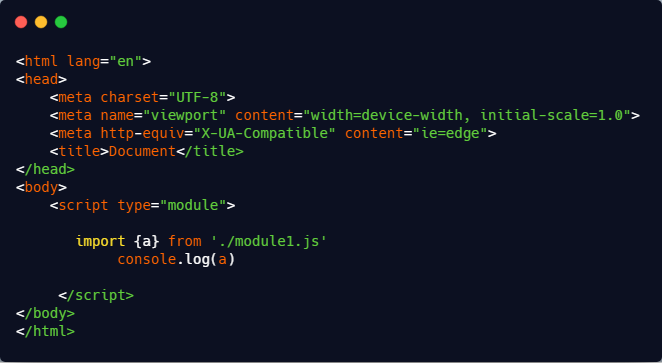 <html lang="en">
<head>
    <meta charset="UTF-8">
    <meta name="viewport" content="width=device-width, initial-scale=1.0">
    <meta http-equiv="X-UA-Compatible" content="ie=edge">
    <title>Document</title>
</head>
<body>
    <script type="module">

       import {a} from './module1.js'
            console.log(a)

     </script>
</body>
</html>